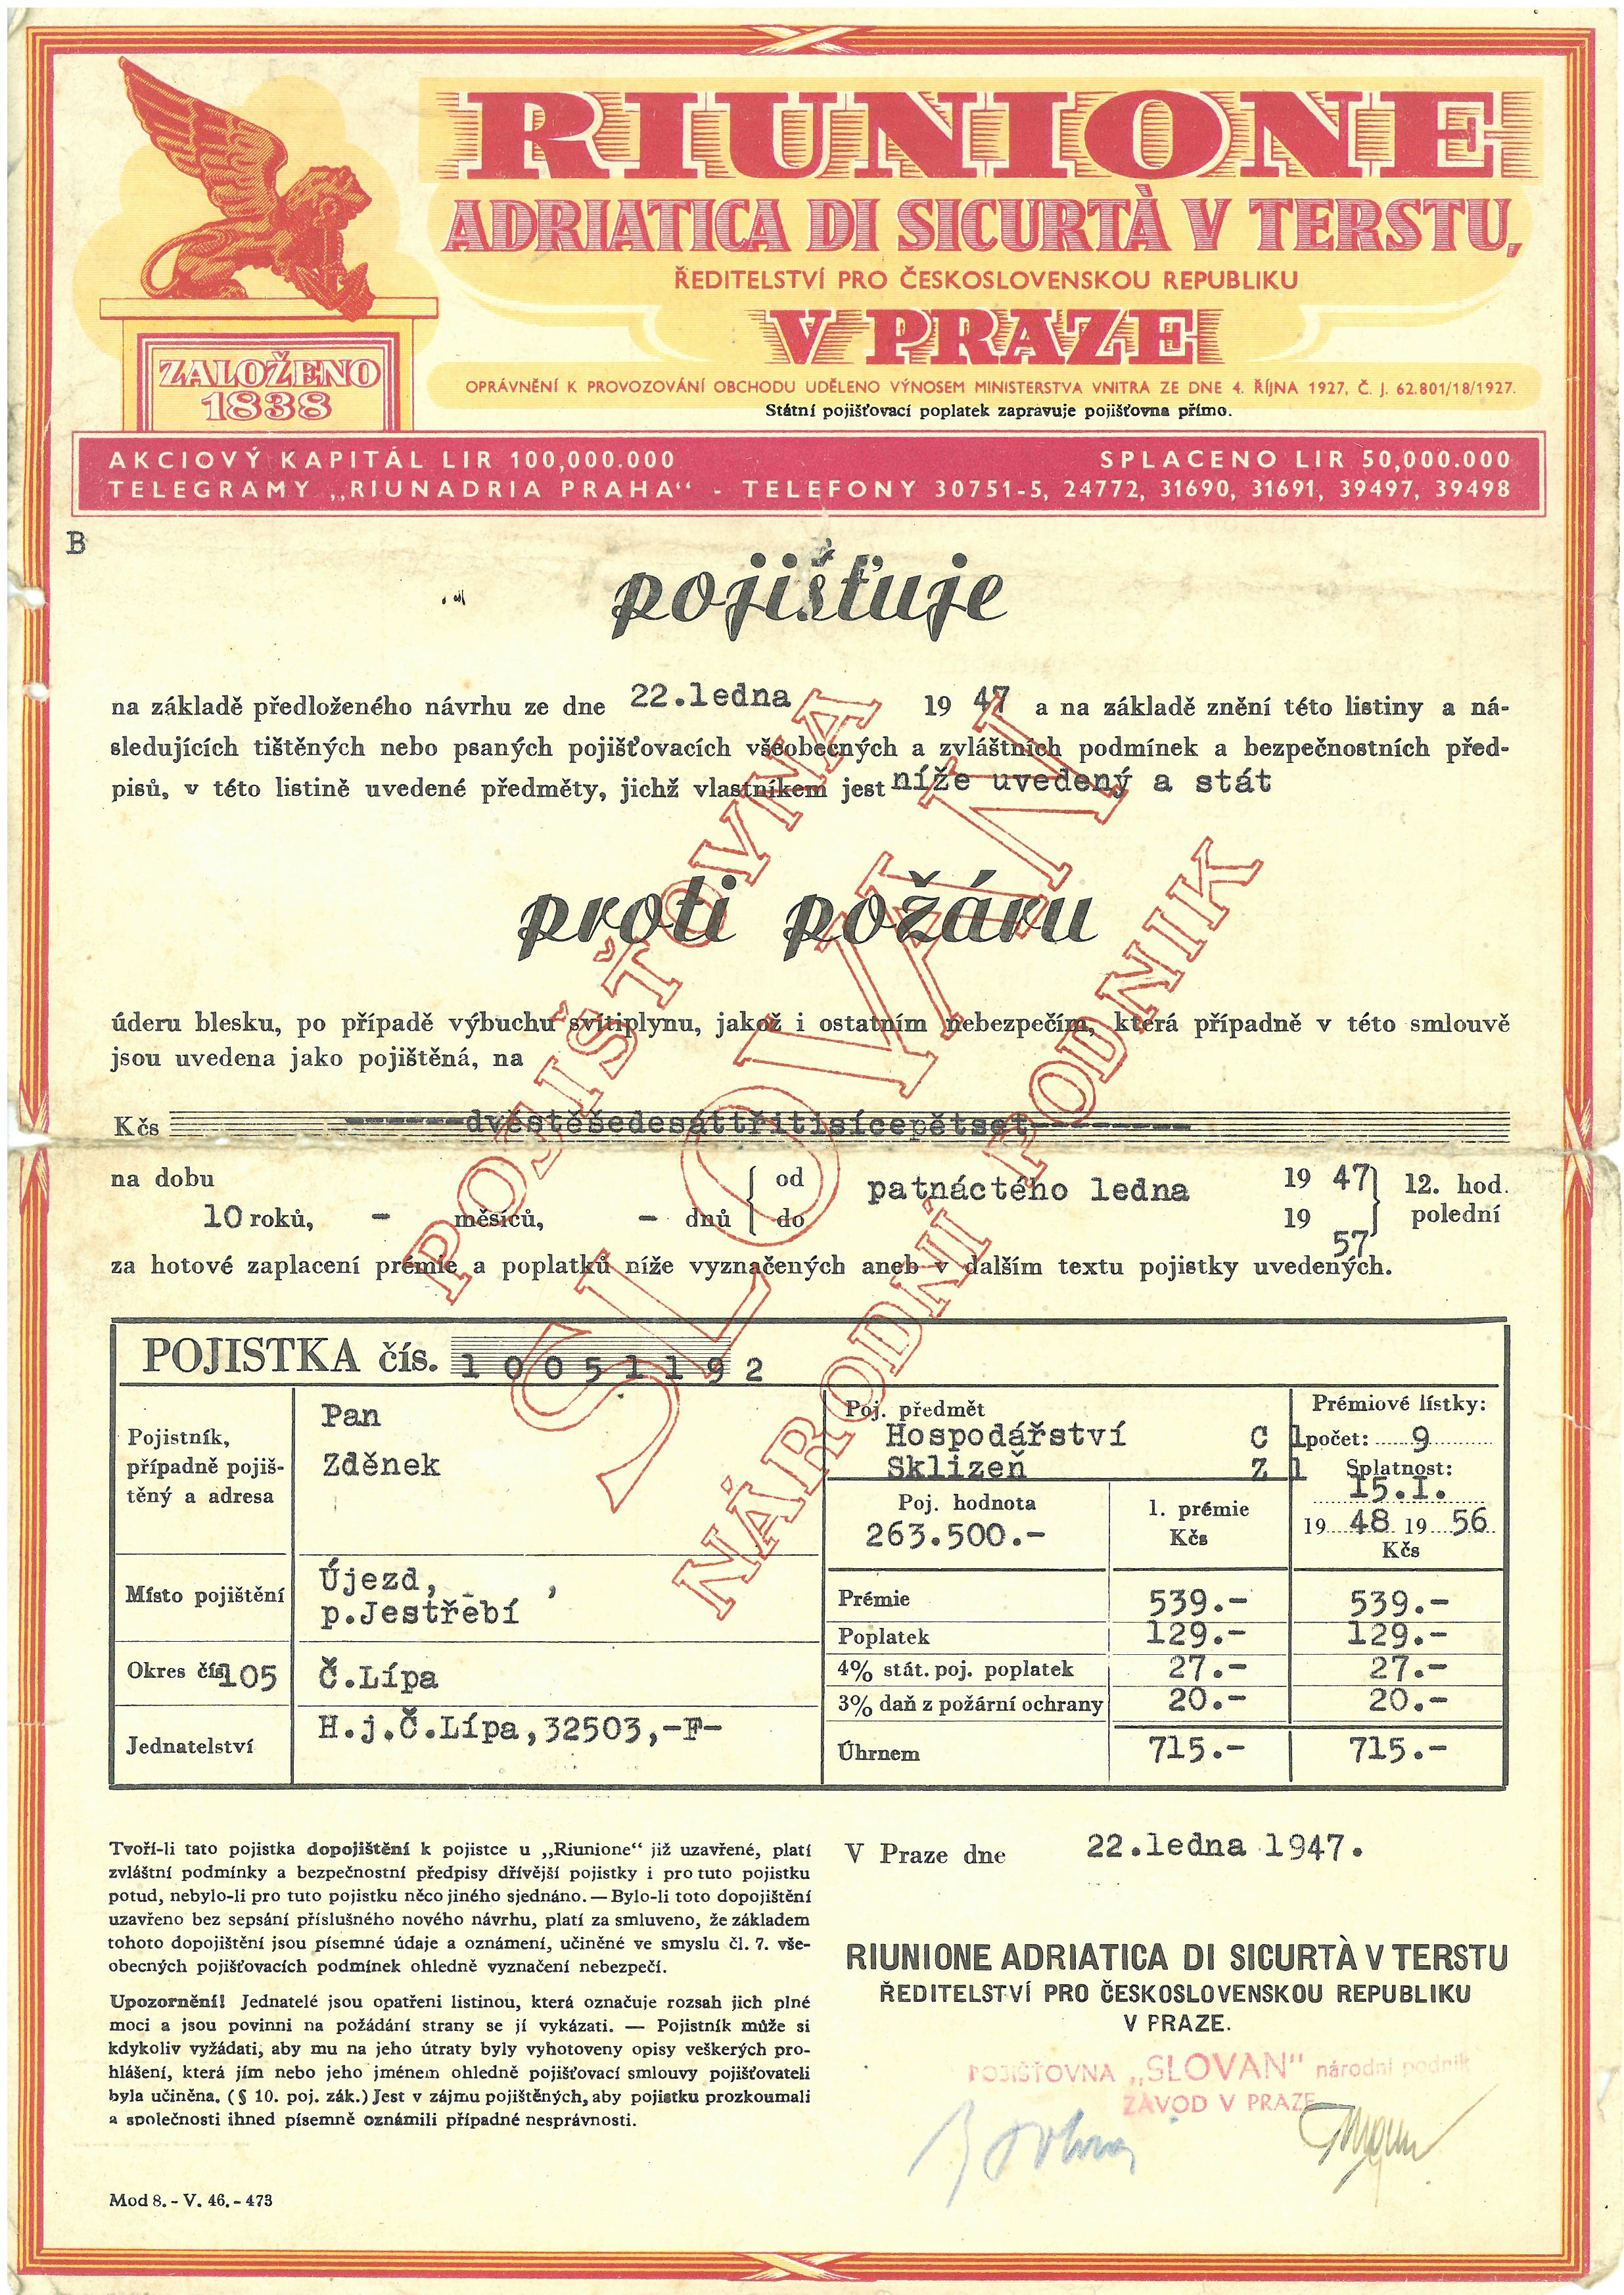 RIUNIONE
ADRIATICA DI SICURTÀ V TERSTU,
ŘEDITELSTVÍ PRO ČESKOSLOVENSKOU REPUBLIKU
V PRAZE
ZALOŽENO
1838
OPRÁVNĚNÍ K PROVOZOVÁNÍ OBCHODU UDĚLENO VÝNOSEM MINISTERSTVA VNITRA ZE DNE 4. ŘÍJNA 1927, Č. J. 62.801/18/1927.
Státní pojišťovací poplatek zapravuje pojišťovna přímo.
AKCIOVÝ KAPITÁL LIR 100,000.000 SPLACENO LIR 50,000.000
TELEGRAMY „RIUNADRIA PRAHA“ - TELEFONY 30751-5, 24772, 31690, 31691, 39497, 39498
B
pojišťuje
na základě předloženého návrhu ze dne 22.ledna 19 47 a na základě znění této listiny a ná-
sledujících tištěných nebo psaných pojišťovacích všeobecných a zvláštních podmínek a bezpečnostních před-
pisů, v této listině uvedené předměty, jichž vlastníkem jest níže uvedený a stát
proti požáru
úderu blesku, po případě výbuchu svítiplynu, jakož i ostatním nebezpečím, která případně v této smlouvě
jsou uvedena jako pojištěná, na
Kčs -------dvěstěšedesáttřitisícepětset--------
na dobu od patnáctého ledna 19 47 12. hod.
10 roků, - měsíců, - dnů do 19 57 polední
za hotové zaplacení prémie a poplatků níže vyznačených aneb v dalším textu pojistky uvedených.
POJIŠŤOVNA
SLOVAN
NÁRODNÍ PODNIK
POJISTKA čís. 10051192
Pojistník,
případně pojiš-
těný a adresa
Pan
Zděnek
Místo pojištění
Újezd, ,
p.Jestřebí
Okres čís. 105 Č.Lípa
Jednatelství H.j.Č.Lípa,32503,-F-
Poj. předmět
Hospodářství C 1
Sklizeň Z 1
Prémiové lístky:
počet: 9
Splatnost:
15.I.
19 48 19 56
Kčs
Poj. hodnota
263.500.-
1. prémie
Kčs
Prémie 539.- 539.-
Poplatek 129.- 129.-
4% stát. poj. poplatek 27.- 27.-
3% daň z požární ochrany 20.- 20.-
Úhrnem 715.- 715.-
Tvoří-li tato pojistka dopojištění k pojistce u „Riunione“ již uzavřené, platí
zvláštní podmínky a bezpečnostní předpisy dřívější pojistky i pro tuto pojistku
potud, nebylo-li pro tuto pojistku něco jiného sjednáno. — Bylo-li toto dopojištění
uzavřeno bez sepsání příslušného nového návrhu, platí za smluveno, že základem
tohoto dopojištění jsou písemné údaje a oznámení, učiněné ve smyslu čl. 7. vše-
obecných pojišťovacích podmínek ohledně vyznačení nebezpečí.
Upozornění! Jednatelé jsou opatřeni listinou, která označuje rozsah jich plné
moci a jsou povinni na požádání strany se jí vykázati. — Pojistník může si
kdykoliv vyžádati, aby mu na jeho útraty byly vyhotoveny opisy veškerých pro-
hlášení, která jím nebo jeho jménem ohledně pojišťovací smlouvy pojišťovateli
byla učiněna. (§ 10. poj. zák.) Jest v zájmu pojištěných, aby pojistku prozkoumali
a společnosti ihned písemně oznámili případné nesprávnosti.
V Praze dne 22.ledna 1947.
RIUNIONE ADRIATICA DI SICURTÀ V TERSTU
ŘEDITELSTVÍ PRO ČESKOSLOVENSKOU REPUBLIKU
V PRAZE.
POJIŠŤOVNA „SLOVAN“ národní podnik
ZÁVOD V PRAZE
Mod 8. - V. 46. - 473